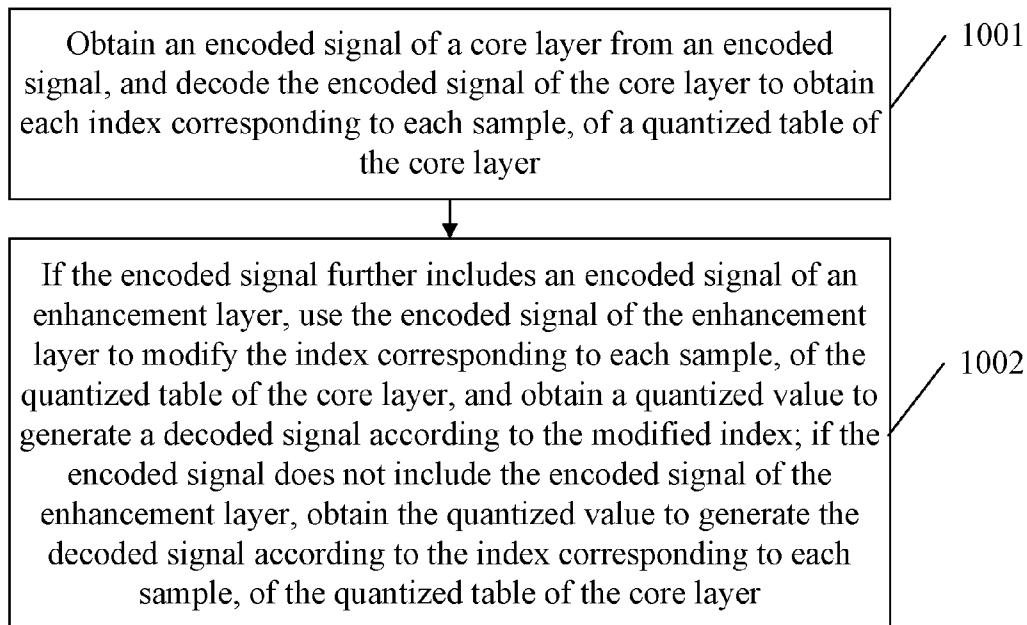 Obtain an encoded signal of a core layer from an encoded
signal, and decode the encoded signal of the core layer to obtain
each index corresponding to each sample, of a quantized table of
the core layer
1001
If the encoded signal further includes an encoded signal of an
enhancement layer, use the encoded signal of the enhancement
layer to modify the index corresponding to each sample, of the
quantized table of the core layer, and obtain a quantized value to
generate a decoded signal according to the modified index; if the
encoded signal does not include the encoded signal of the
enhancement layer, obtain the quantized value to generate the
decoded signal according to the index corresponding to each
sample, of the quantized table of the core layer
1002